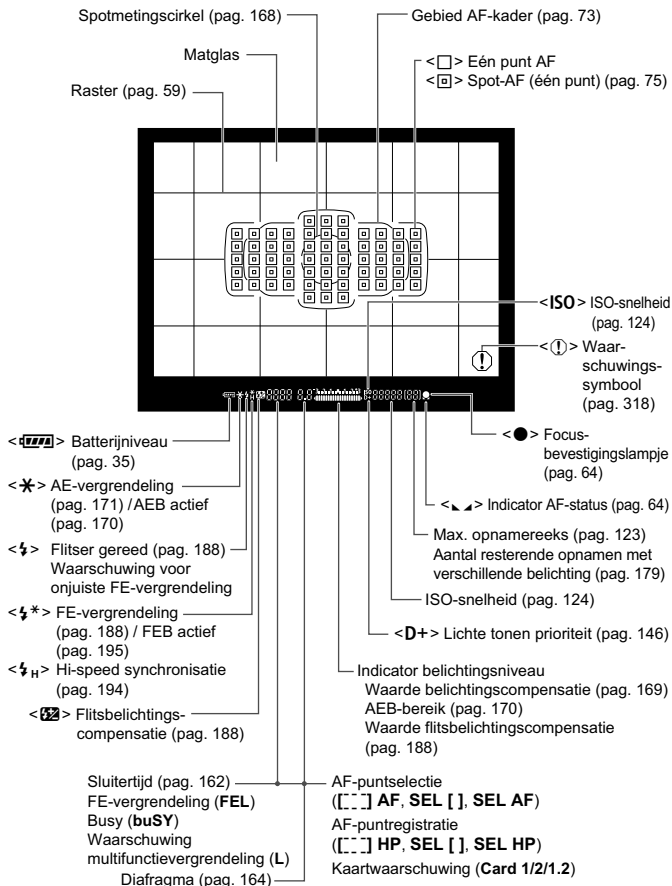 Spotmetingscirkel (pag. 168)
Gebied AF-kader (pag. 73)
Matglas
<□> Eén punt AF
<⊡> Spot-AF (één punt) (pag. 75)
Raster (pag. 59)
<ISO> ISO-snelheid
(pag. 124)
<!> Waar-
schuwings-
symbool
(pag. 318)
<●> Focus-
bevestigingslampje
(pag. 64)
Batterijniveau
(pag. 35)
<✱> AE-vergrendeling
(pag. 171) /AEB actief
(pag. 170)
<◣ ◢> Indicator AF-status (pag. 64)
<⚡> Flitser gereed (pag. 188)
Waarschuwing voor
onjuiste FE-vergrendeling
Max. opnamereeks (pag. 123)
Aantal resterende opnamen met
verschillende belichting (pag. 179)
ISO-snelheid (pag. 124)
<⚡*> FE-vergrendeling
(pag. 188) / FEB actief
(pag. 195)
<D+> Lichte tonen prioriteit (pag. 146)
<⚡H> Hi-speed synchronisatie
(pag. 194)
Flitsbelichtings-
compensatie (pag. 188)
Indicator belichtingsniveau
Waarde belichtingscompensatie (pag. 169)
AEB-bereik (pag. 170)
Waarde flitsbelichtingscompensatie
(pag. 188)
Sluitertijd (pag. 162)
FE-vergrendeling (FEL)
Busy (buSY)
Waarschuwing
multifunctievergrendeling (L)
Diafragma (pag. 164)
AF-puntselectie
([ ] AF, SEL [ ], SEL AF)
AF-puntregistratie
([ ] HP, SEL [ ], SEL HP)
Kaartwaarschuwing (Card 1/2/1.2)